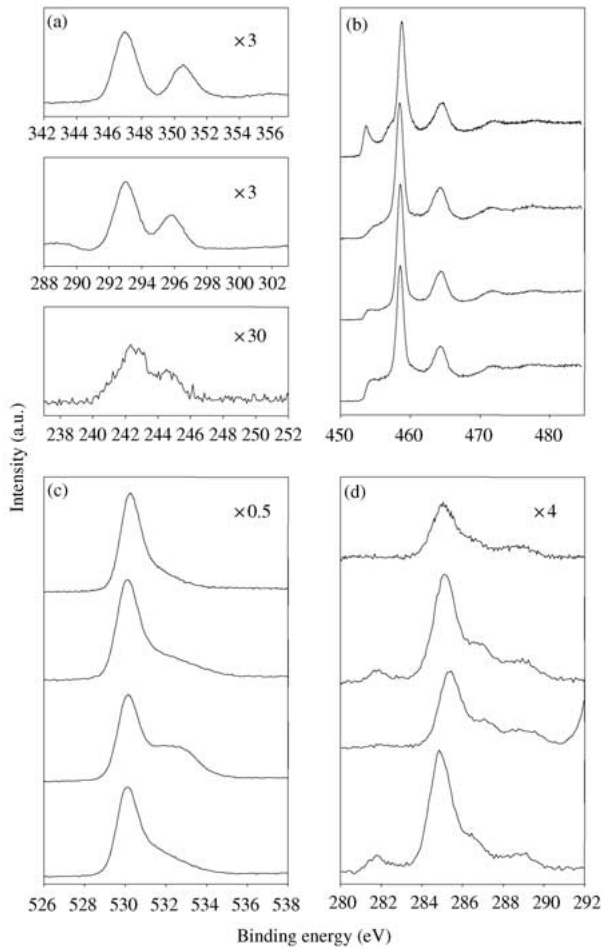 (a)
×3
342 344 346 348 350 352 354 356
×3
288 290 292 294 296 298 300 302
×30
238 240 242 244 246 248 250 252
(b)
450 460 470 480
Intensity (a.u.)
(c)
×0.5
526 528 530 532 534 536 538
(d)
×4
280 282 284 286 288 290 292
Binding energy (eV)